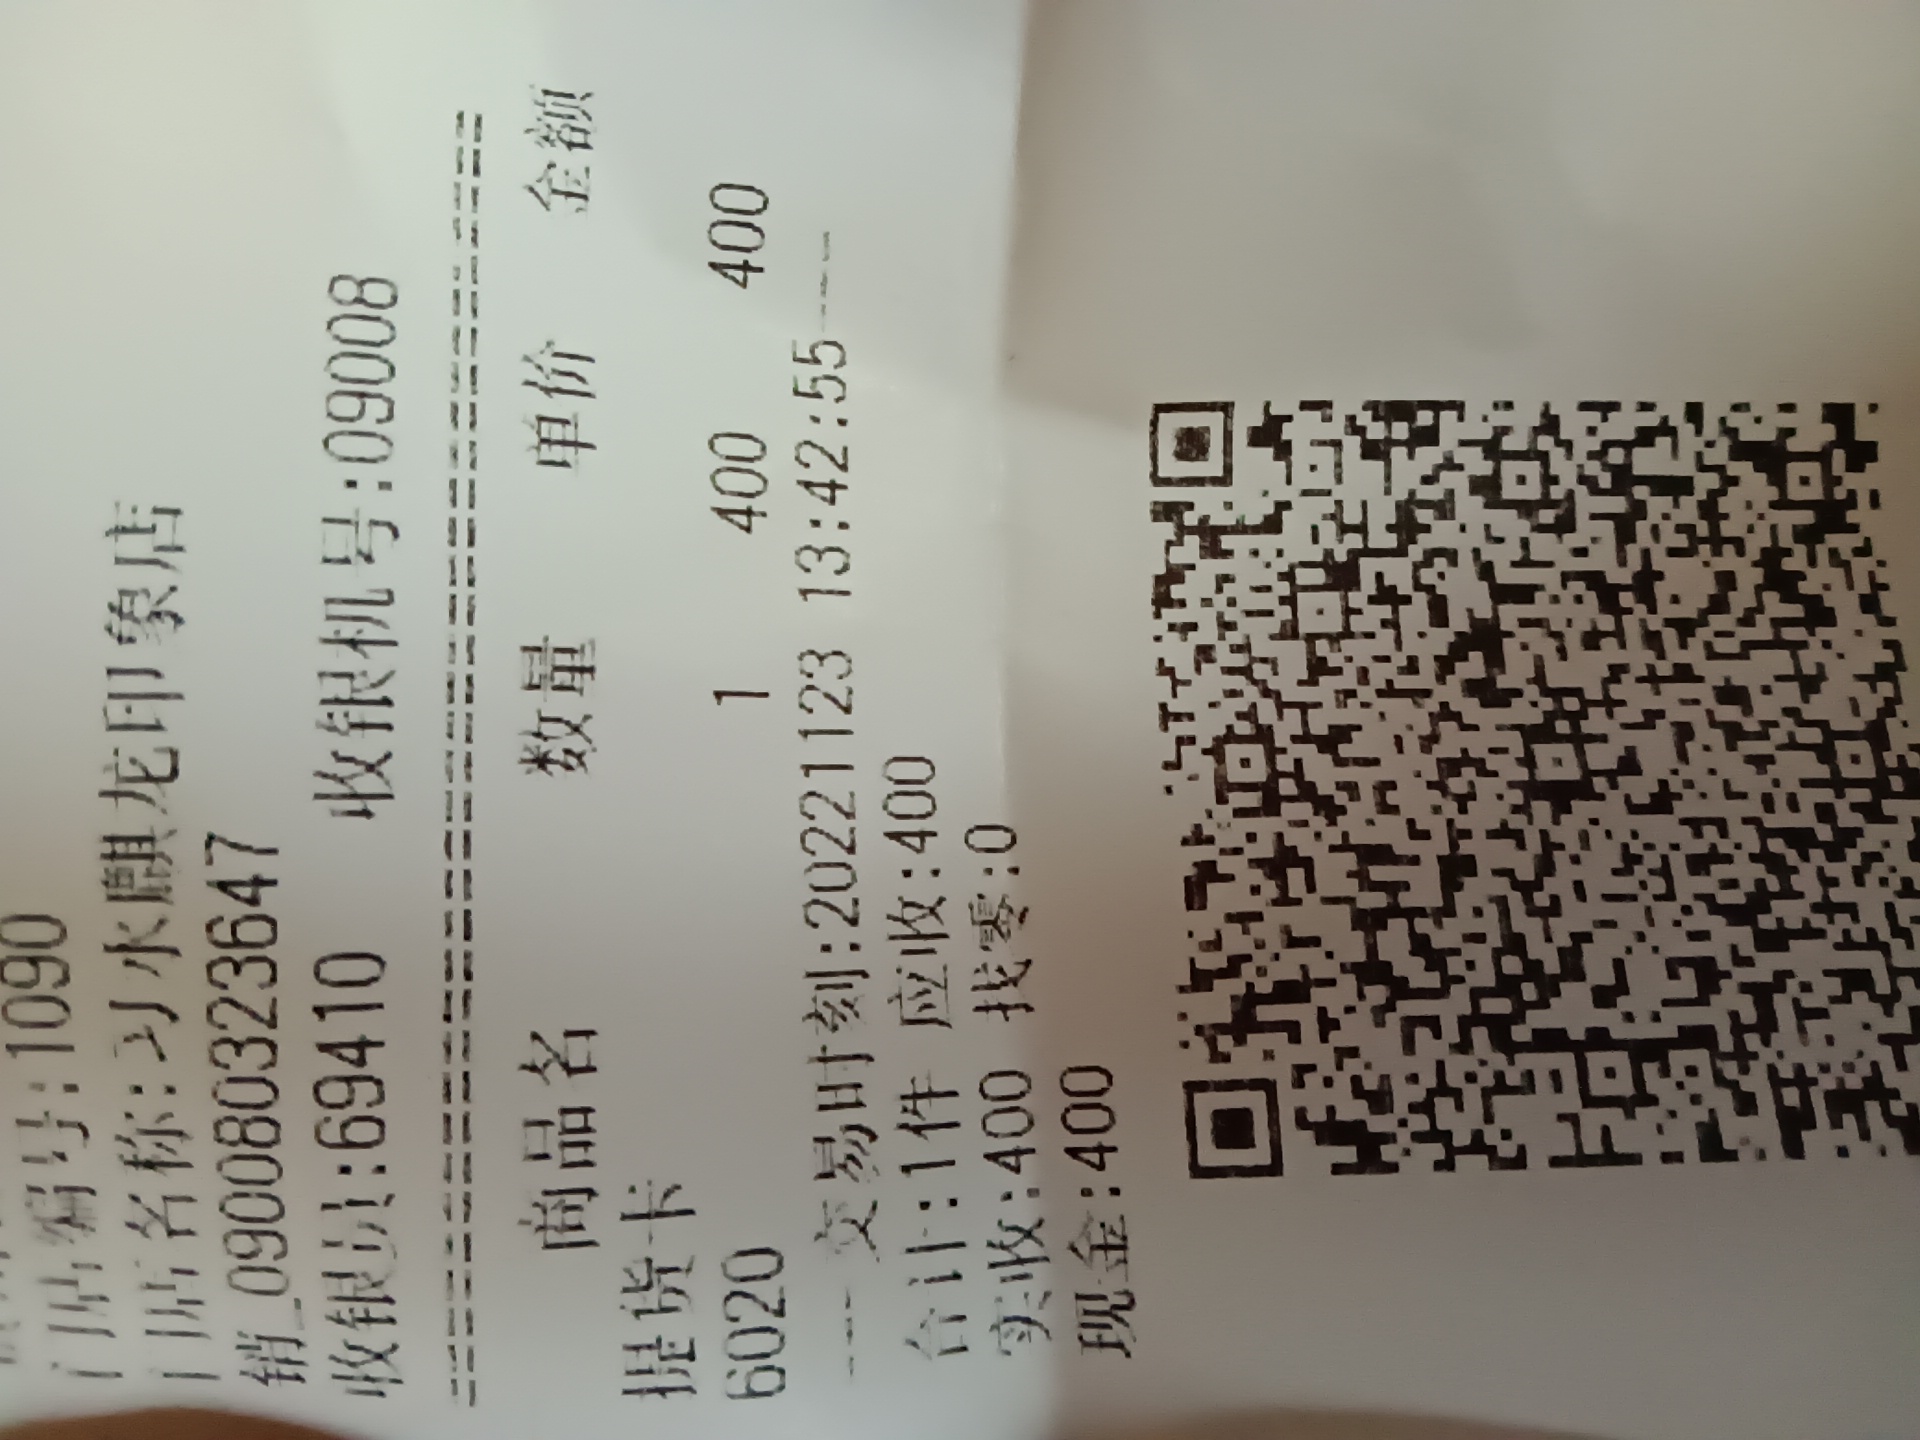 门店编号:1090
门店名称:习水麒龙印象店
销_0900803223647
收银员:69410 收银机号:09008
商品名 数量 单价 金额
提货卡
6020 1 400 400
---- 交易时刻:20221123 13:42:55----
合计:1件 应收:400
实收:400 找零:0
现金:400